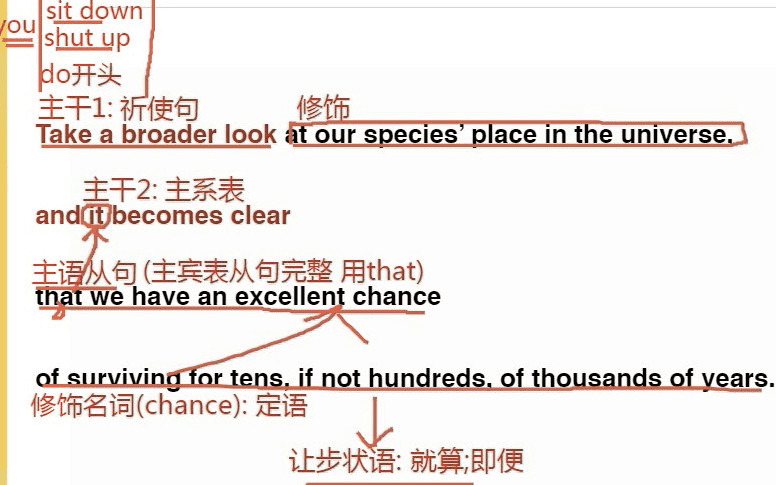 you
sit down
shut up
do开头
主干1: 祈使句 修饰
Take a broader look at our species’ place in the universe,
主干2: 主系表
and it becomes clear
主语从句 (主宾表从句完整 用that)
that we have an excellent chance
of surviving for tens, if not hundreds, of thousands of years.
修饰名词(chance): 定语
让步状语: 就算;即便